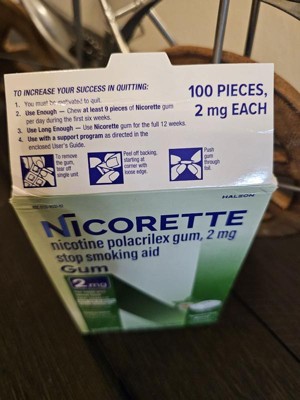 TO INCREASE YOUR SUCCESS IN QUITTING:
1. You must be motivated to quit.
2. Use Enough — Chew at least 9 pieces of Nicorette gum
per day during the first six weeks.
3. Use Long Enough — Use Nicorette gum for the full 12 weeks.
4. Use with a support program as directed in the
enclosed User's Guide.
100 PIECES,
2 mg EACH
To remove
the gum,
tear off
single unit
Peel off backing,
starting at
corner with
loose edge.
Push
gum
through
foil.
HALEON
NICORETTE
nicotine polacrilex gum, 2 mg
stop smoking aid
Gum
2 mg